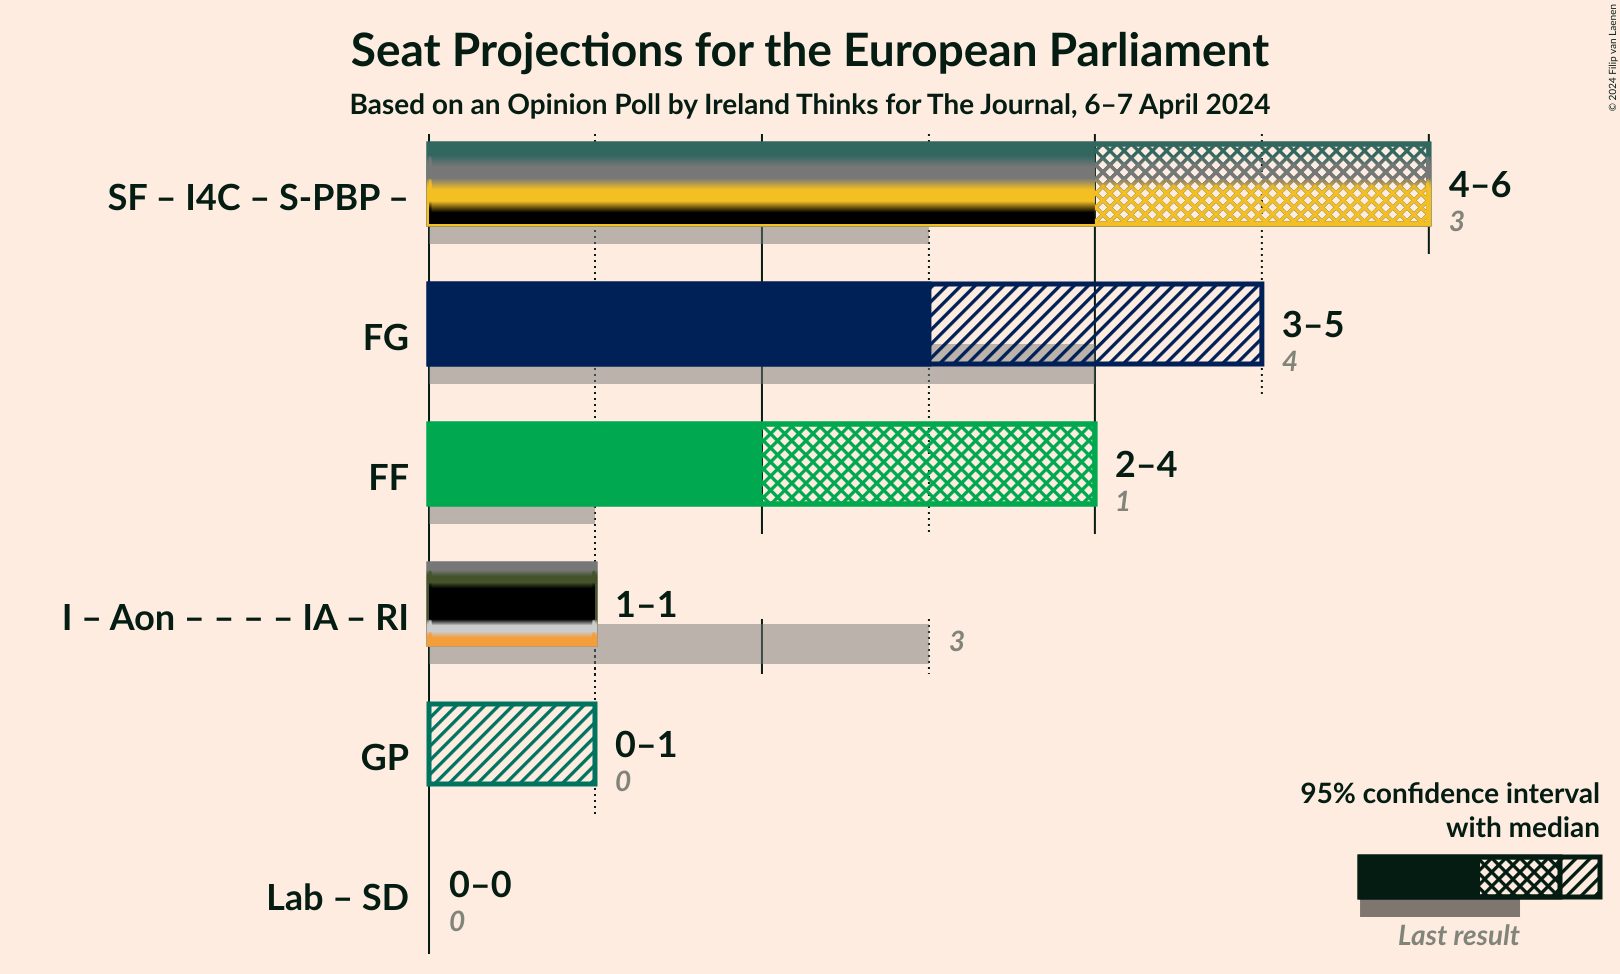 Seat Projections for the European Parliament
Based on an Opinion Poll by Ireland Thinks for The Journal, 6–7 April 2024
© 2024 Filip van Laenen
SF – I4C – S-PBP –
4–6
3
FG
3–5
4
FF
2–4
1
I – Aon – – – – IA – RI
1–1
3
GP
0–1
0
Lab – SD
0–0
0
95% confidence interval
with median
Last result